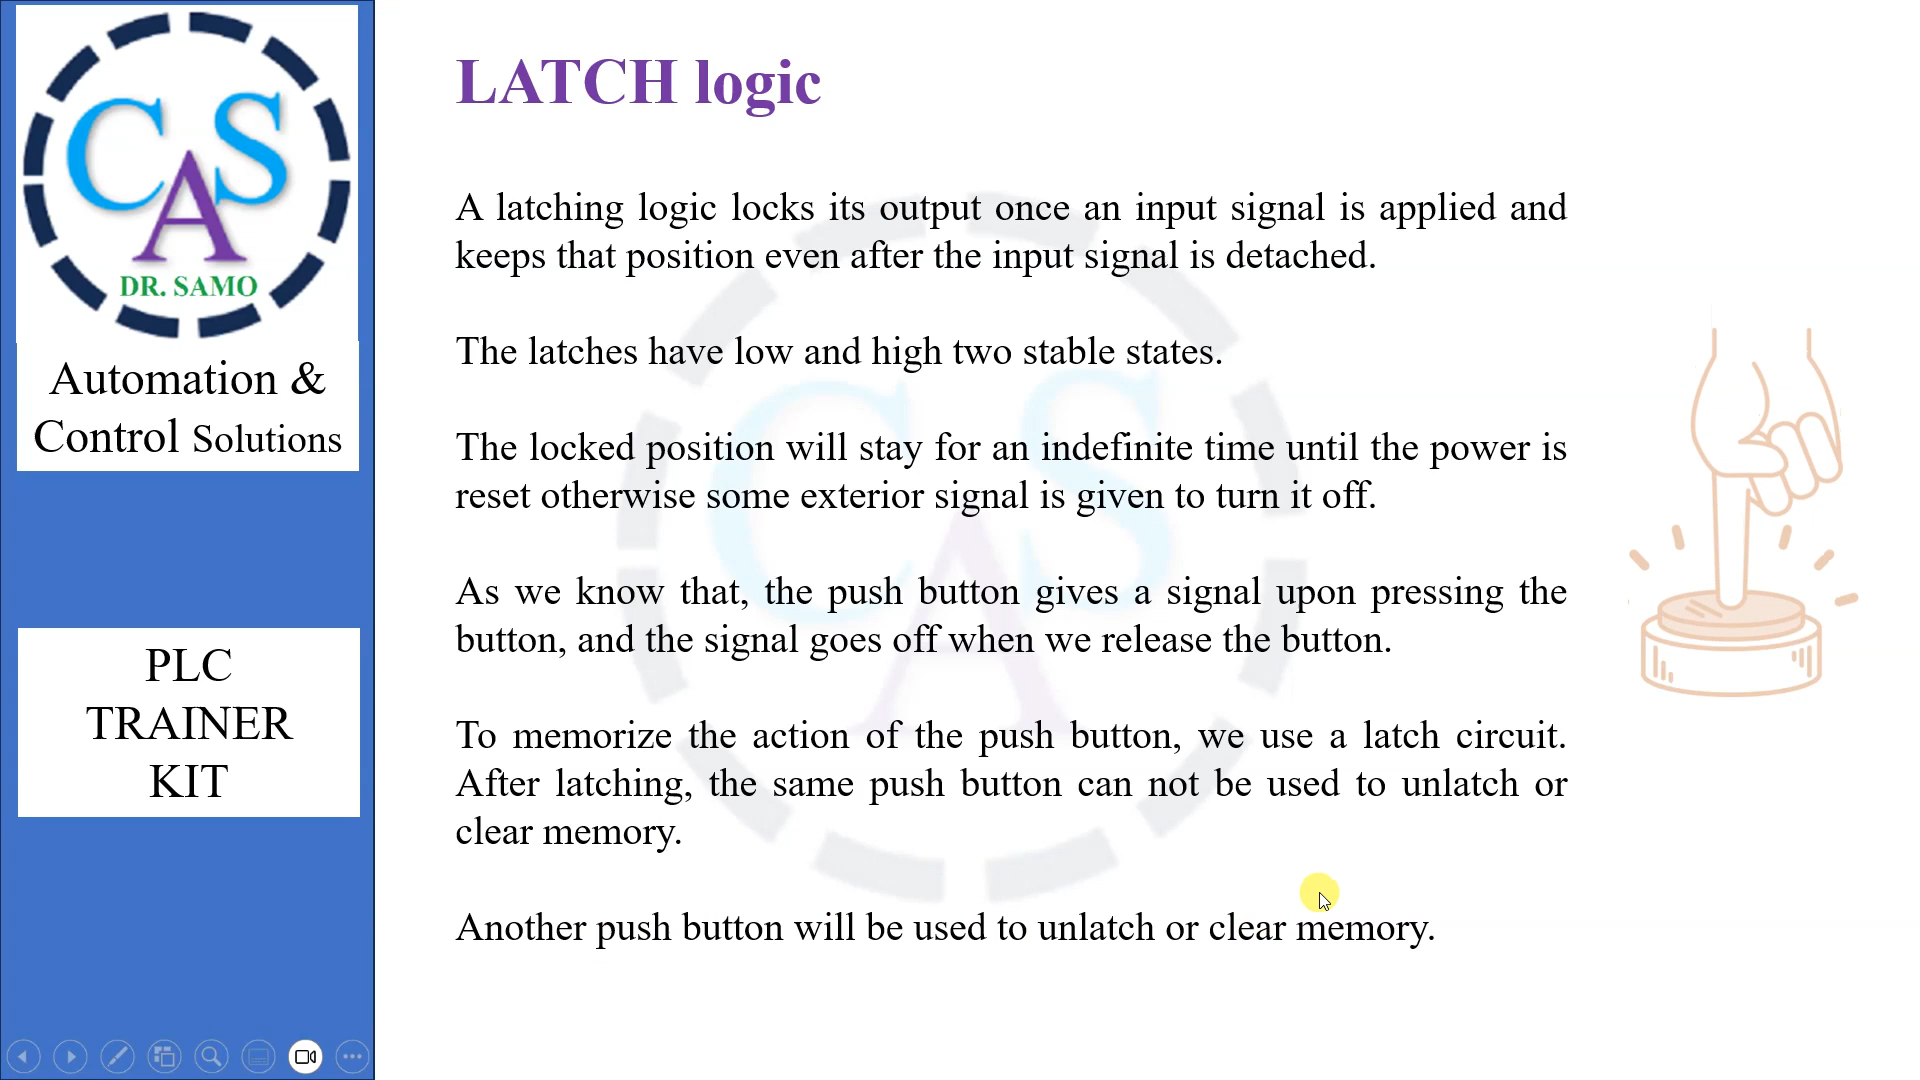 CAS
DR. SAMO
Automation &
Control Solutions
PLC
TRAINER
KIT
LATCH logic
A latching logic locks its output once an input signal is applied and
keeps that position even after the input signal is detached.
The latches have low and high two stable states.
The locked position will stay for an indefinite time until the power is
reset otherwise some exterior signal is given to turn it off.
As we know that, the push button gives a signal upon pressing the
button, and the signal goes off when we release the button.
To memorize the action of the push button, we use a latch circuit.
After latching, the same push button can not be used to unlatch or
clear memory.
Another push button will be used to unlatch or clear memory.
CAS